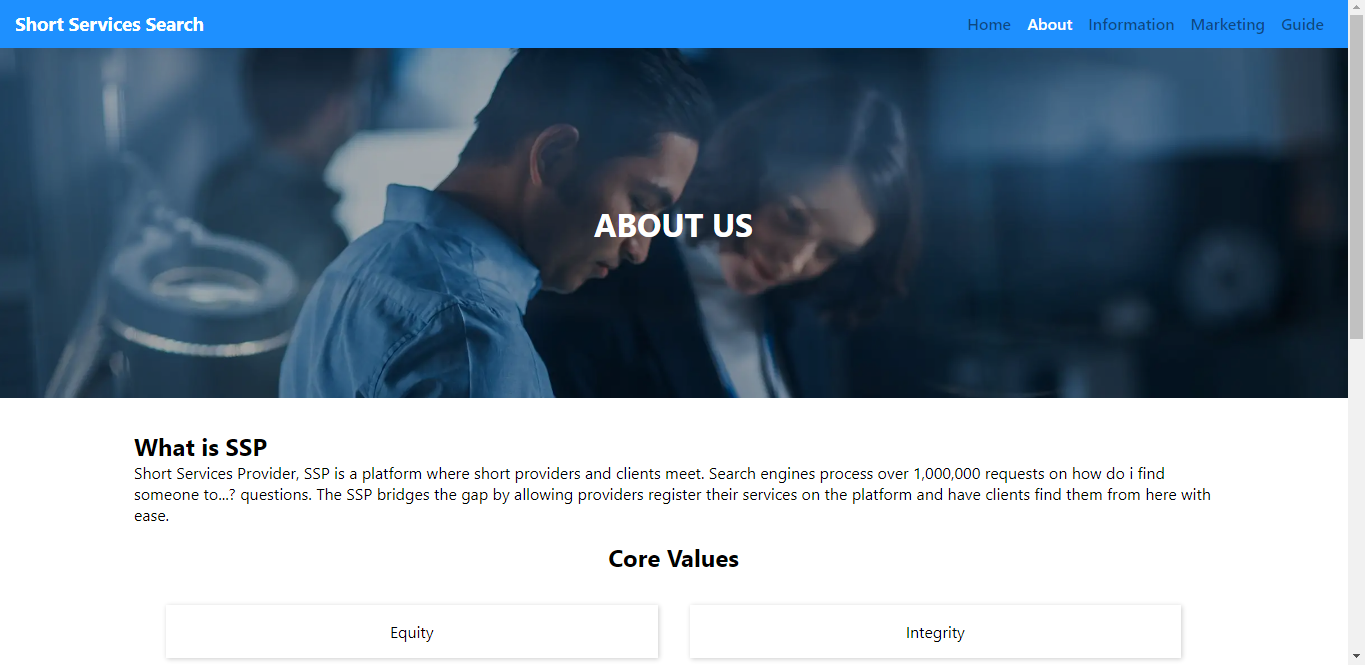 Short Services Search
Home About Information Marketing Guide
ABOUT US
What is SSP
Short Services Provider, SSP is a platform where short providers and clients meet. Search engines process over 1,000,000 requests on how do i find
someone to...? questions. The SSP bridges the gap by allowing providers register their services on the platform and have clients find them from here with
ease.
Core Values
Equity
Integrity